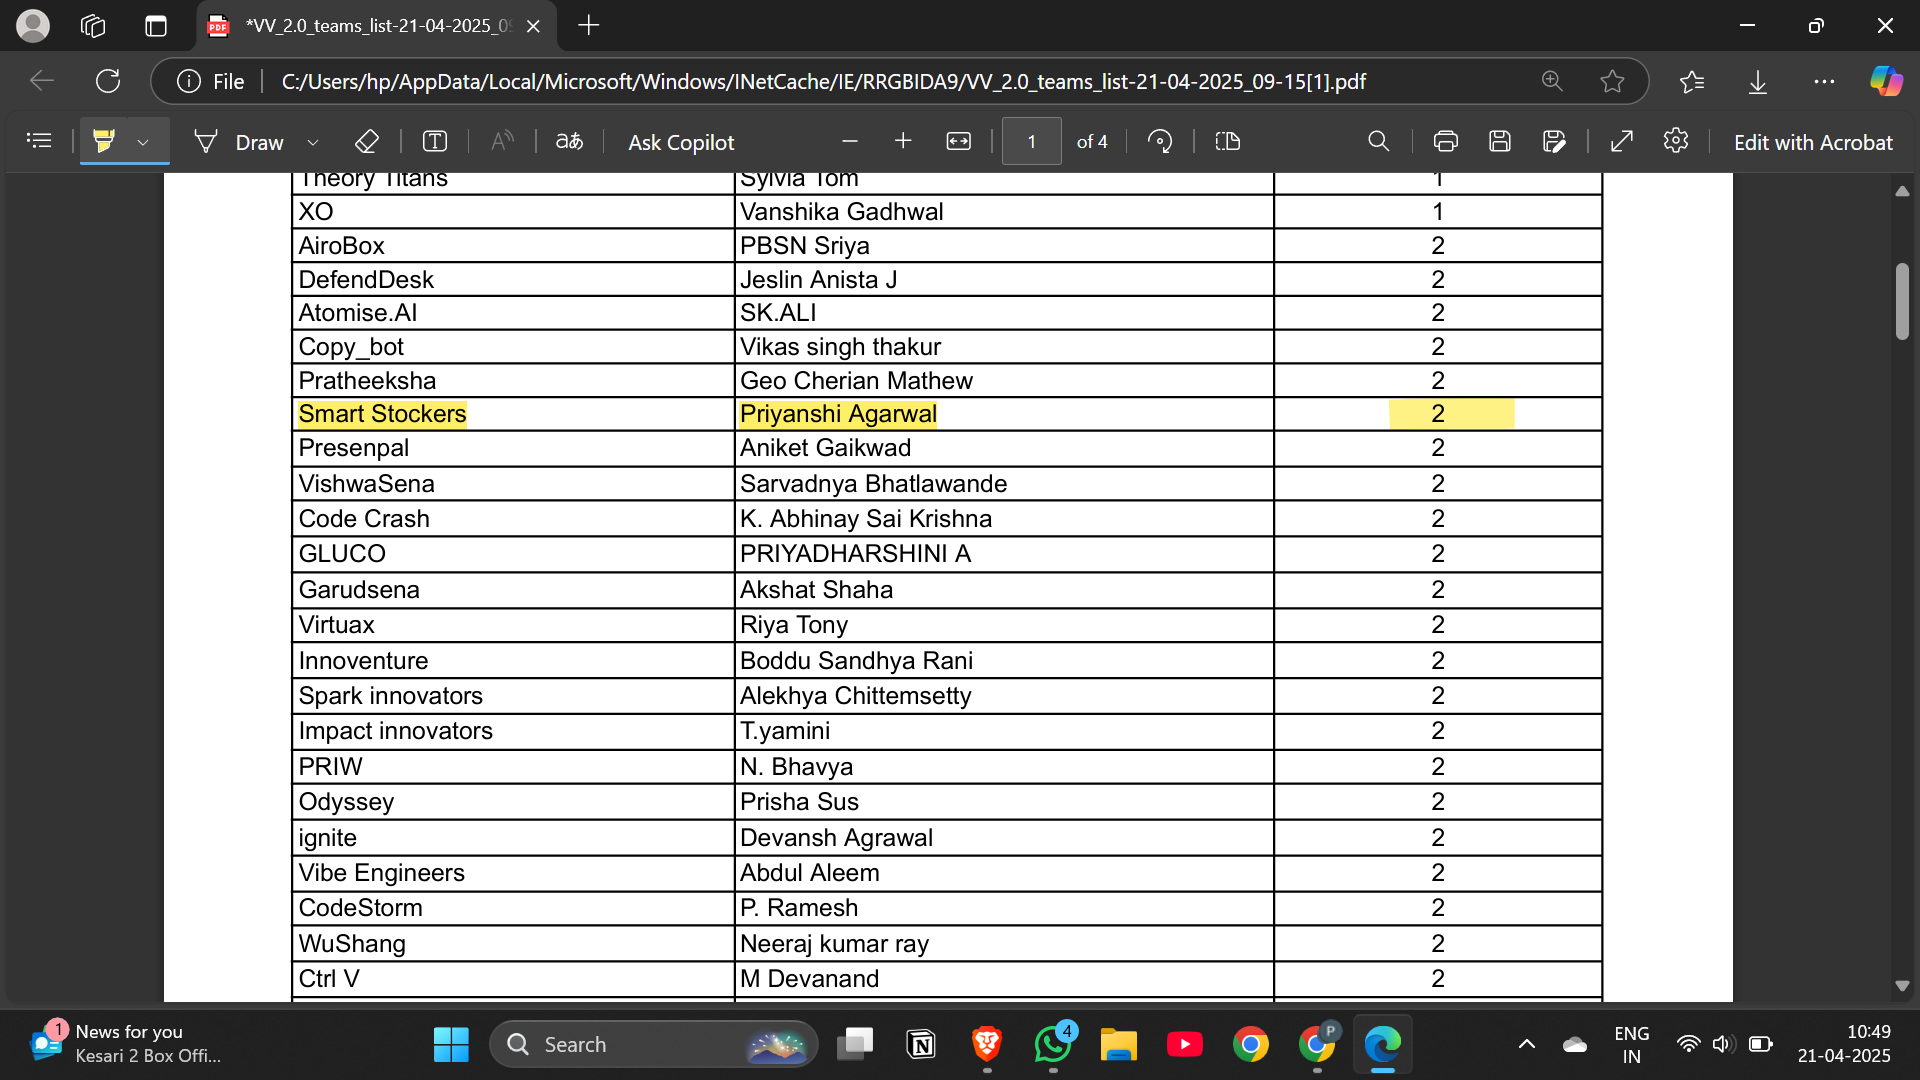 *VV_2.0_teams_list-21-04-2025_09
File C:/Users/hp/AppData/Local/Microsoft/Windows/INetCache/IE/RRGBIDA9/VV_2.0_teams_list-21-04-2025_09-15[1].pdf
Draw aあ Ask Copilot 1 of 4 Edit with Acrobat
Theory Titans Sylvia Tom 1
XO Vanshika Gadhwal 1
AiroBox PBSN Sriya 2
DefendDesk Jeslin Anista J 2
Atomise.AI SK.ALI 2
Copy_bot Vikas singh thakur 2
Pratheeksha Geo Cherian Mathew 2
Smart Stockers Priyanshi Agarwal 2
Presenpal Aniket Gaikwad 2
VishwaSena Sarvadnya Bhatlawande 2
Code Crash K. Abhinay Sai Krishna 2
GLUCO PRIYADHARSHINI A 2
Garudsena Akshat Shaha 2
Virtuax Riya Tony 2
Innoventure Boddu Sandhya Rani 2
Spark innovators Alekhya Chittemsetty 2
Impact innovators T.yamini 2
PRIW N. Bhavya 2
Odyssey Prisha Sus 2
ignite Devansh Agrawal 2
Vibe Engineers Abdul Aleem 2
CodeStorm P. Ramesh 2
WuShang Neeraj kumar ray 2
Ctrl V M Devanand 2
1 News for you
Kesari 2 Box Offi...
Search
4
P
ENG
IN
10:49
21-04-2025